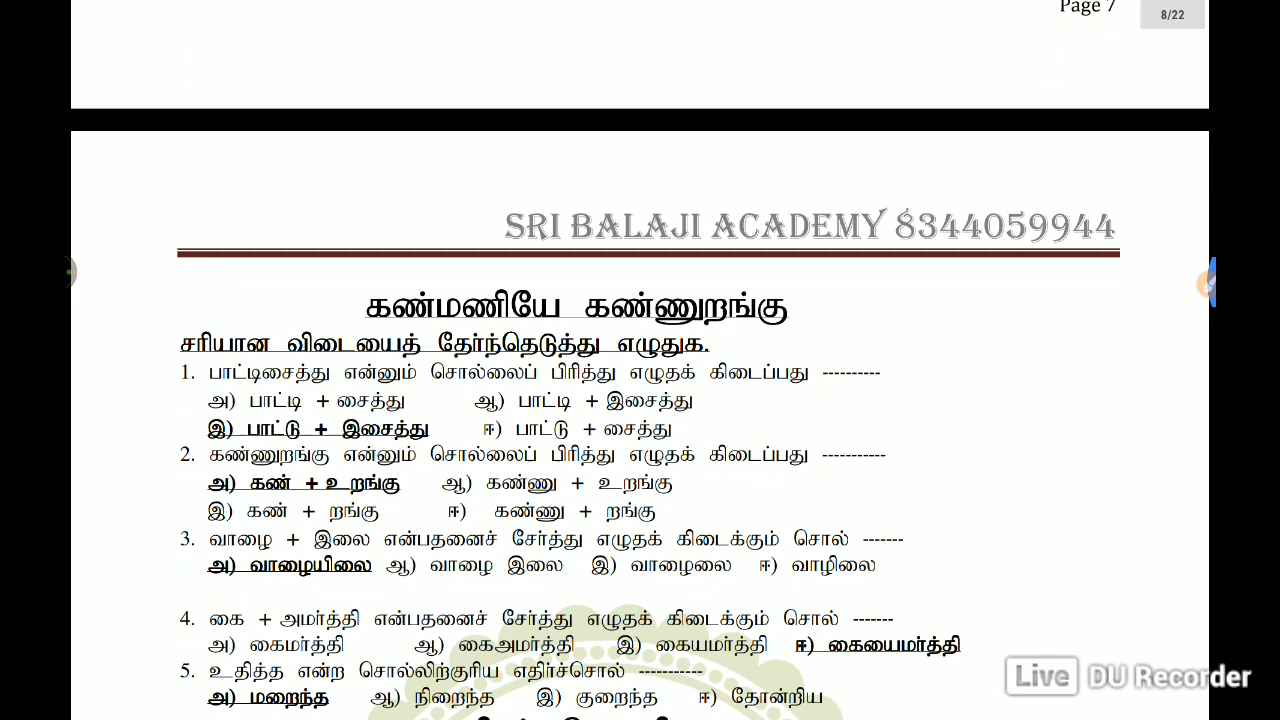 Page 7
8/22
SRI BALAJI ACADEMY 8344059944
கண்மணியே கண்ணுறங்கு
சரியான விடையைத் தேர்ந்தெடுத்து எழுதுக.
1. பாட்டிசைத்து என்னும் சொல்லைப் பிரித்து எழுதக் கிடைப்பது ----------
அ) பாட்டி + சைத்து ஆ) பாட்டி + இசைத்து
இ) பாட்டு + இசைத்து ஈ) பாட்டு + சைத்து
2. கண்ணுறங்கு என்னும் சொல்லைப் பிரித்து எழுதக் கிடைப்பது -----------
அ) கண் + உறங்கு ஆ) கண்ணு + உறங்கு
இ) கண் + றங்கு ஈ) கண்ணு + றங்கு
3. வாழை + இலை என்பதனைச் சேர்த்து எழுதக் கிடைக்கும் சொல் -------
அ) வாழையிலை ஆ) வாழை இலை இ) வாழைலை ஈ) வாழிலை
4. கை + அமர்த்தி என்பதனைச் சேர்த்து எழுதக் கிடைக்கும் சொல் -------
அ) கைமர்த்தி ஆ) கைஅமர்த்தி இ) கையமர்த்தி ஈ) கையைமர்த்தி
5. உதித்த என்ற சொல்லிற்குரிய எதிர்ச்சொல் -----------
அ) மறைந்த ஆ) நிறைந்த இ) குறைந்த ஈ) தோன்றிய
Live DU Recorder